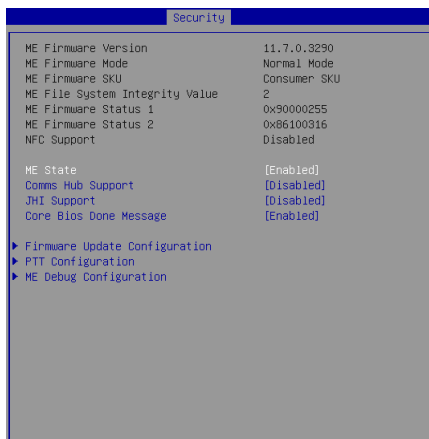 Security
ME Firmware Version 11.7.0.3290
ME Firmware Mode Normal Mode
ME Firmware SKU Consumer SKU
ME File System Integrity Value 2
ME Firmware Status 1 0x90000255
ME Firmware Status 2 0x86100316
NFC Support Disabled
ME State [Enabled]
Comms Hub Support [Disabled]
JHI Support [Disabled]
Core Bios Done Message [Enabled]
Firmware Update Configuration
PTT Configuration
ME Debug Configuration